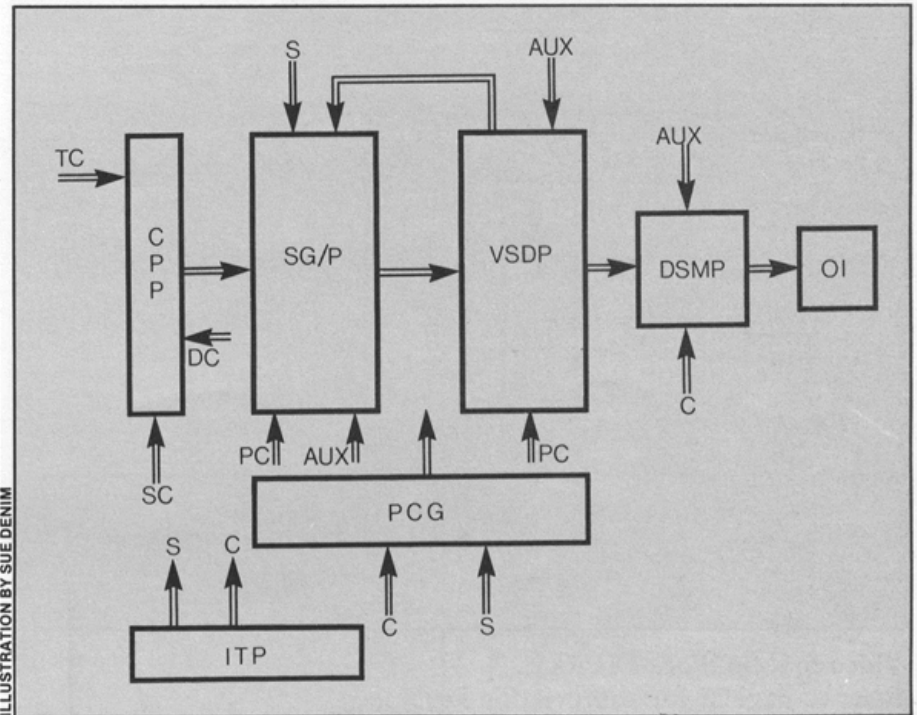 S
AUX
TC
AUX
C
P
P
SG/P
VSDP
DSMP
OI
DC
C
PC
AUX
PC
SC
PCG
S
C
C
S
ITP
ILLUSTRATION BY SUE DENIM